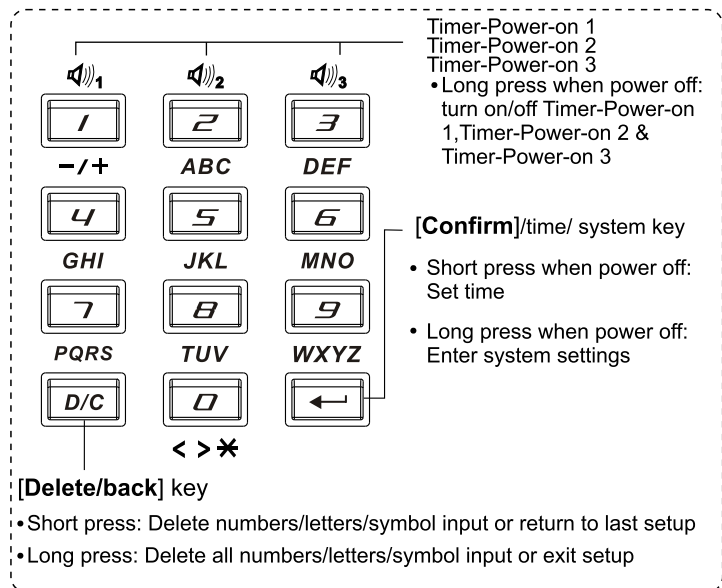 Timer-Power-on 1
Timer-Power-on 2
Timer-Power-on 3
• Long press when power off:
turn on/off Timer-Power-on
1,Timer-Power-on 2 &
Timer-Power-on 3
1 2 3
1 2 3
-/+ ABC DEF
4 5 6
GHI JKL MNO
7 8 9
PQRS TUV WXYZ
D/C 0
< > *
[Confirm]/time/ system key
• Short press when power off:
Set time
• Long press when power off:
Enter system settings
[Delete/back] key
• Short press: Delete numbers/letters/symbol input or return to last setup
• Long press: Delete all numbers/letters/symbol input or exit setup